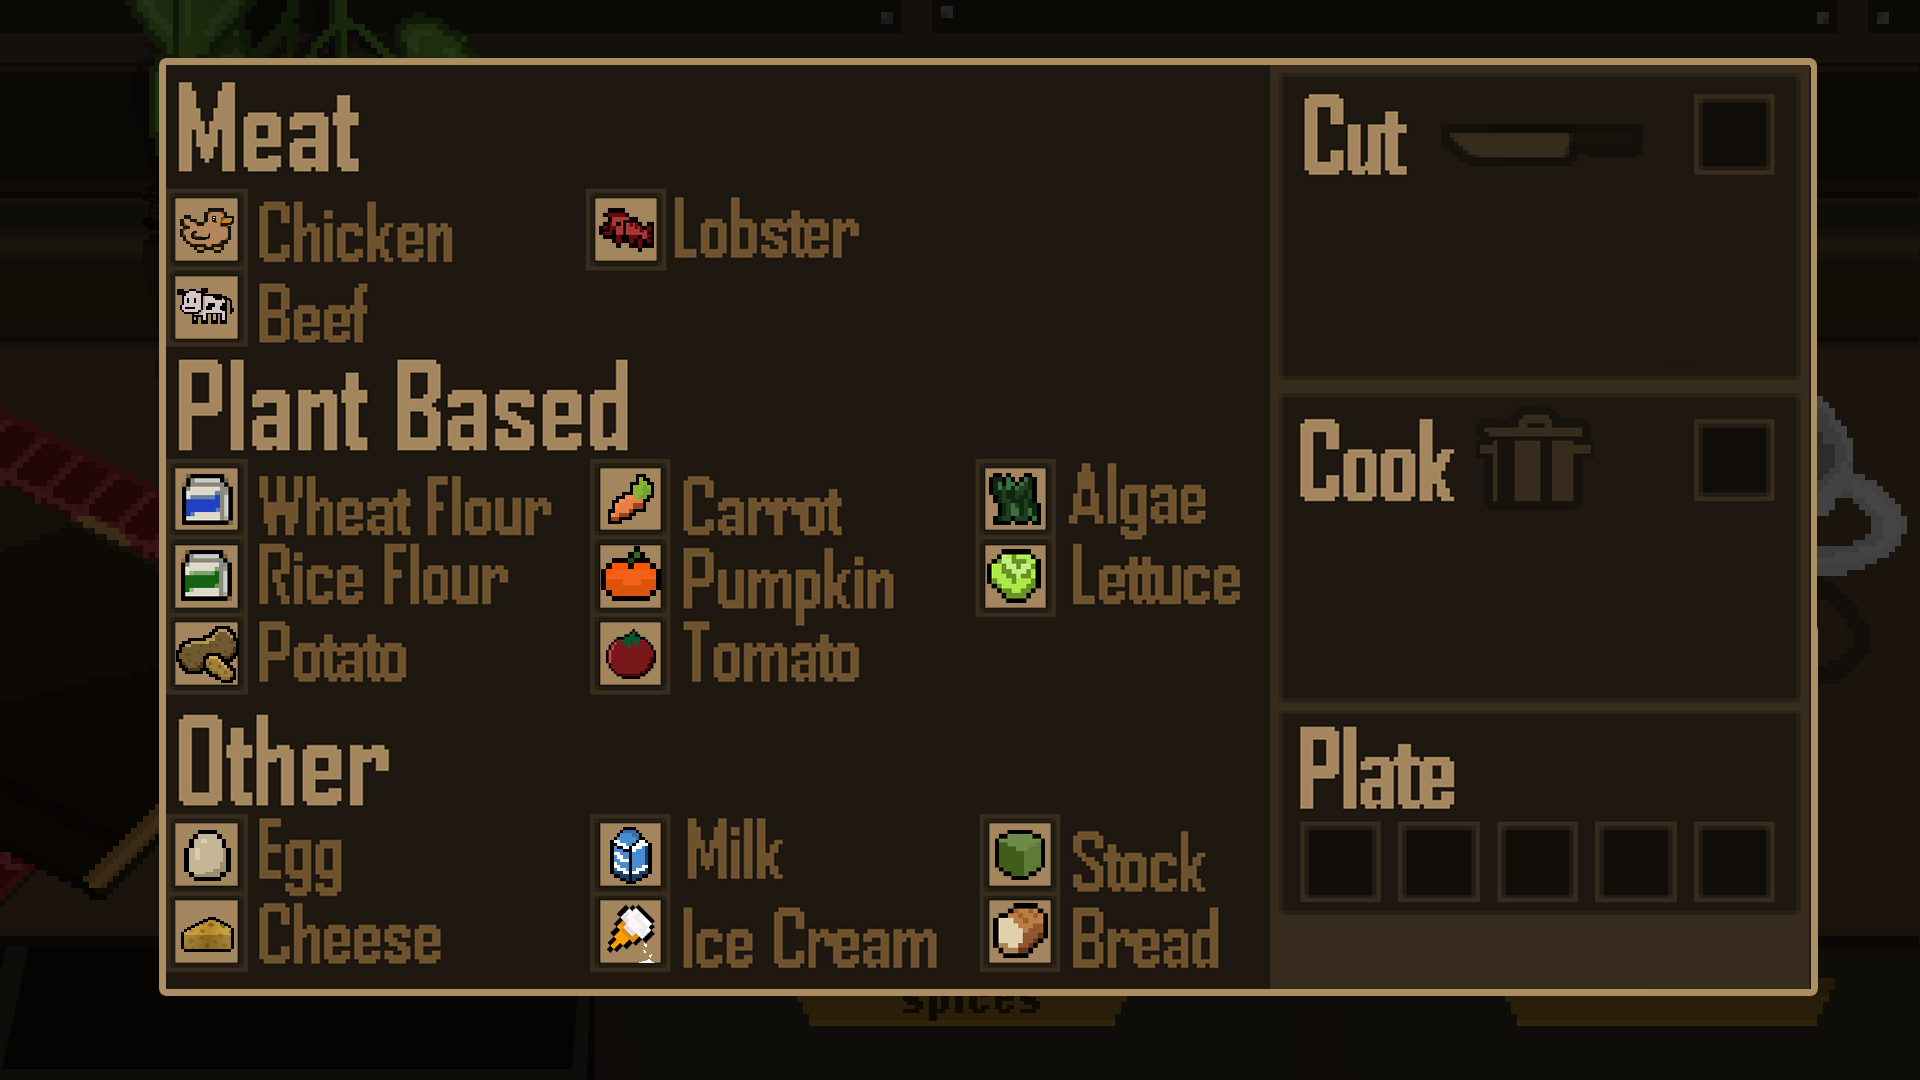 Meat
Chicken
Lobster
Beef
Plant Based
Wheat Flour
Carrot
Algae
Rice Flour
Pumpkin
Lettuce
Potato
Tomato
Other
Egg
Milk
Stock
Cheese
Ice Cream
Bread
Cut
Cook
Plate
spices